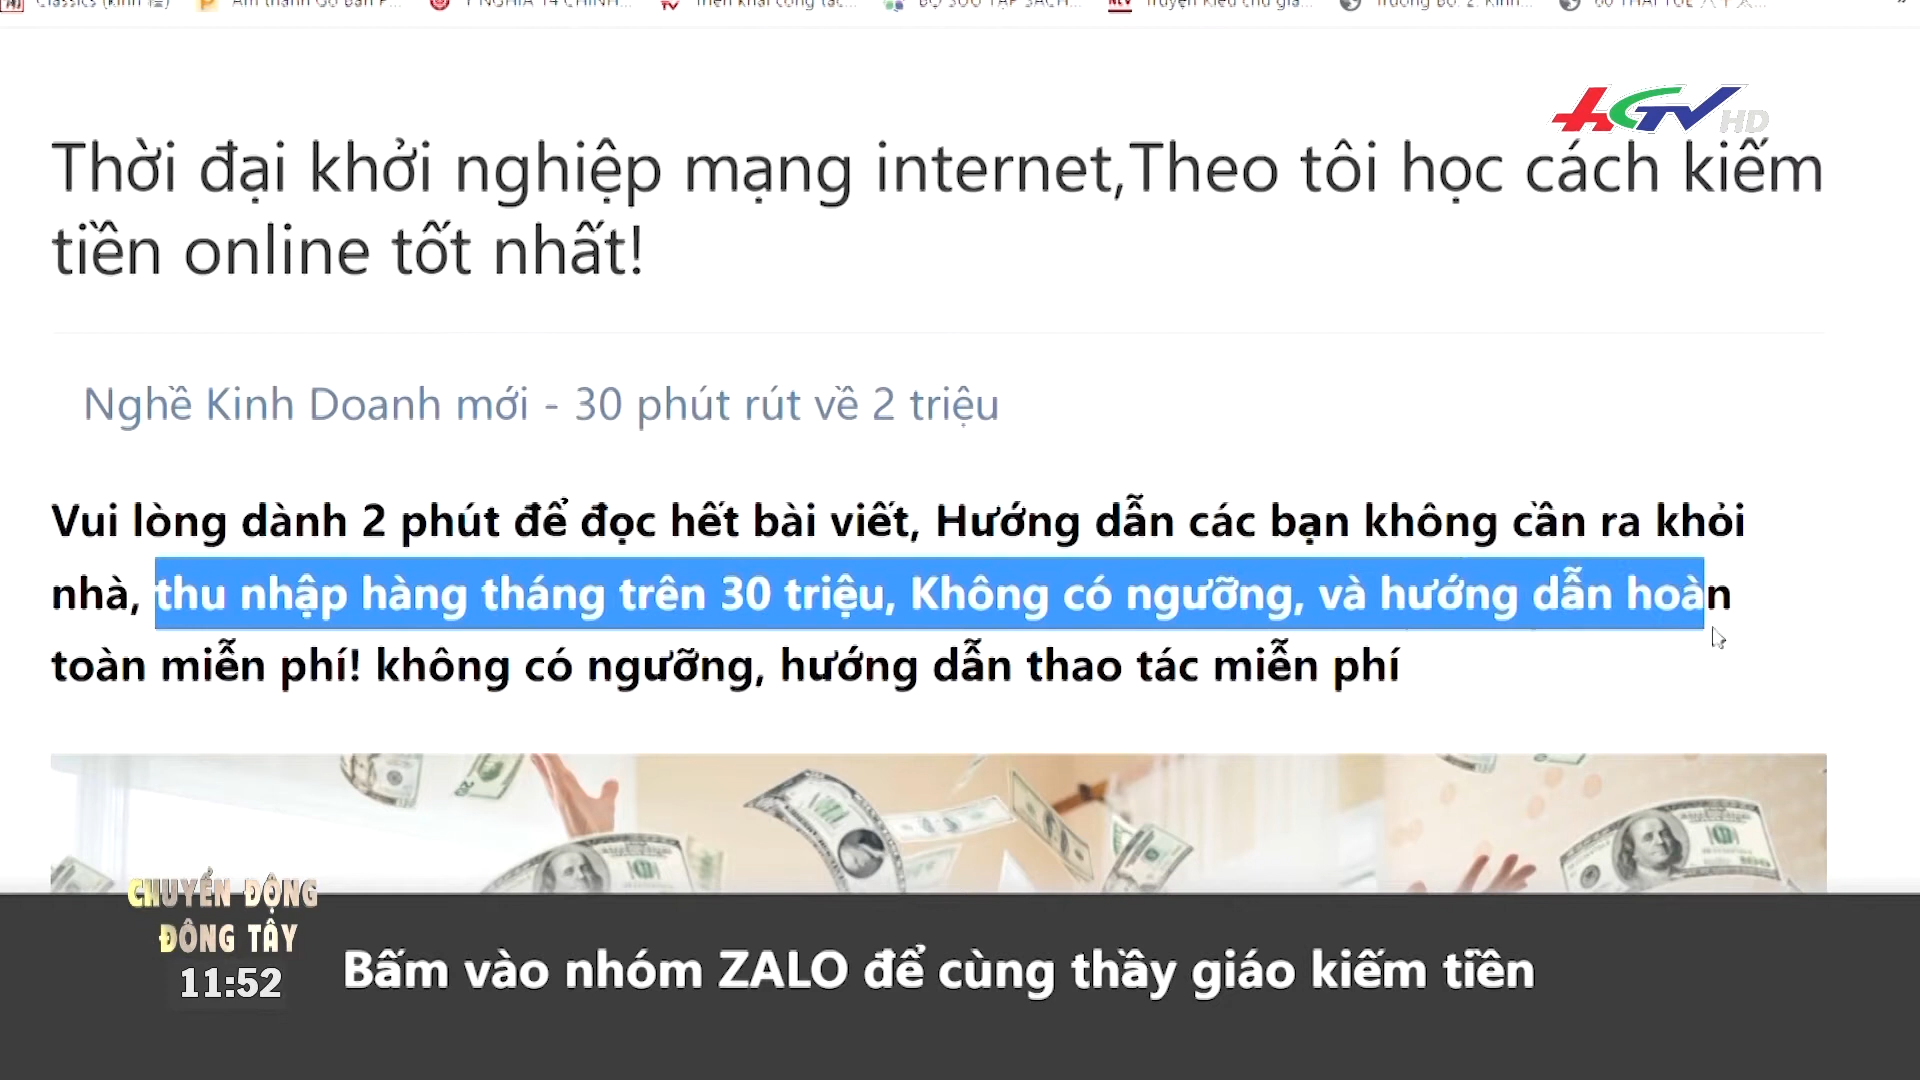 HGTV HD
Thời đại khởi nghiệp mạng internet,Theo tôi học cách kiếm
tiền online tốt nhất!
Nghề Kinh Doanh mới - 30 phút rút về 2 triệu
Vui lòng dành 2 phút để đọc hết bài viết, Hướng dẫn các bạn không cần ra khỏi
nhà, thu nhập hàng tháng trên 30 triệu, Không có ngưỡng, và hướng dẫn hoàn
toàn miễn phí! không có ngưỡng, hướng dẫn thao tác miễn phí
CHUYỂN ĐỘNG
ĐÔNG TÂY
11:52
Bấm vào nhóm ZALO để cùng thầy giáo kiếm tiền